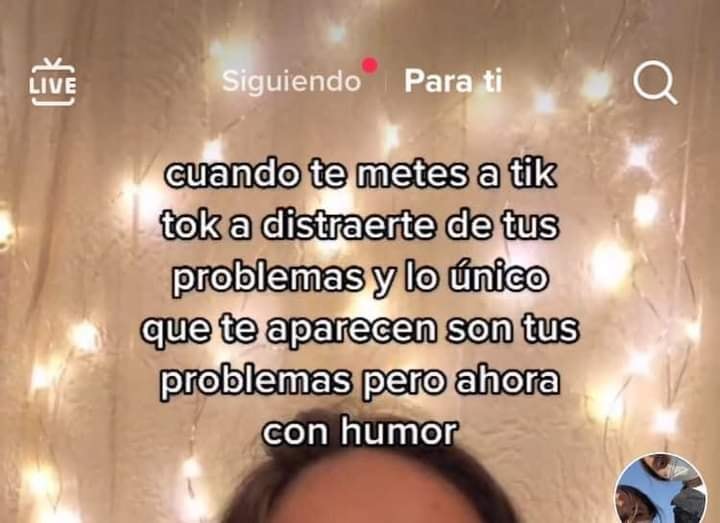 LIVE
Siguiendo
Para ti
cuando te metes a tik
tok a distraerte de tus
problemas y lo único
que te aparecen son tus
problemas pero ahora
con humor